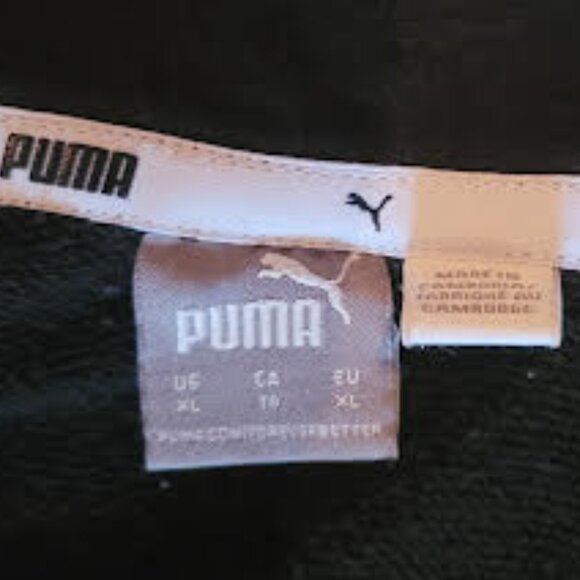 PUMA
PUMA
US CA EU
XL TG XL
PUMA.COM/FOREVERBETTER
MADE IN
CAMBODIA/
FABRIQUÉ AU
CAMBODGE